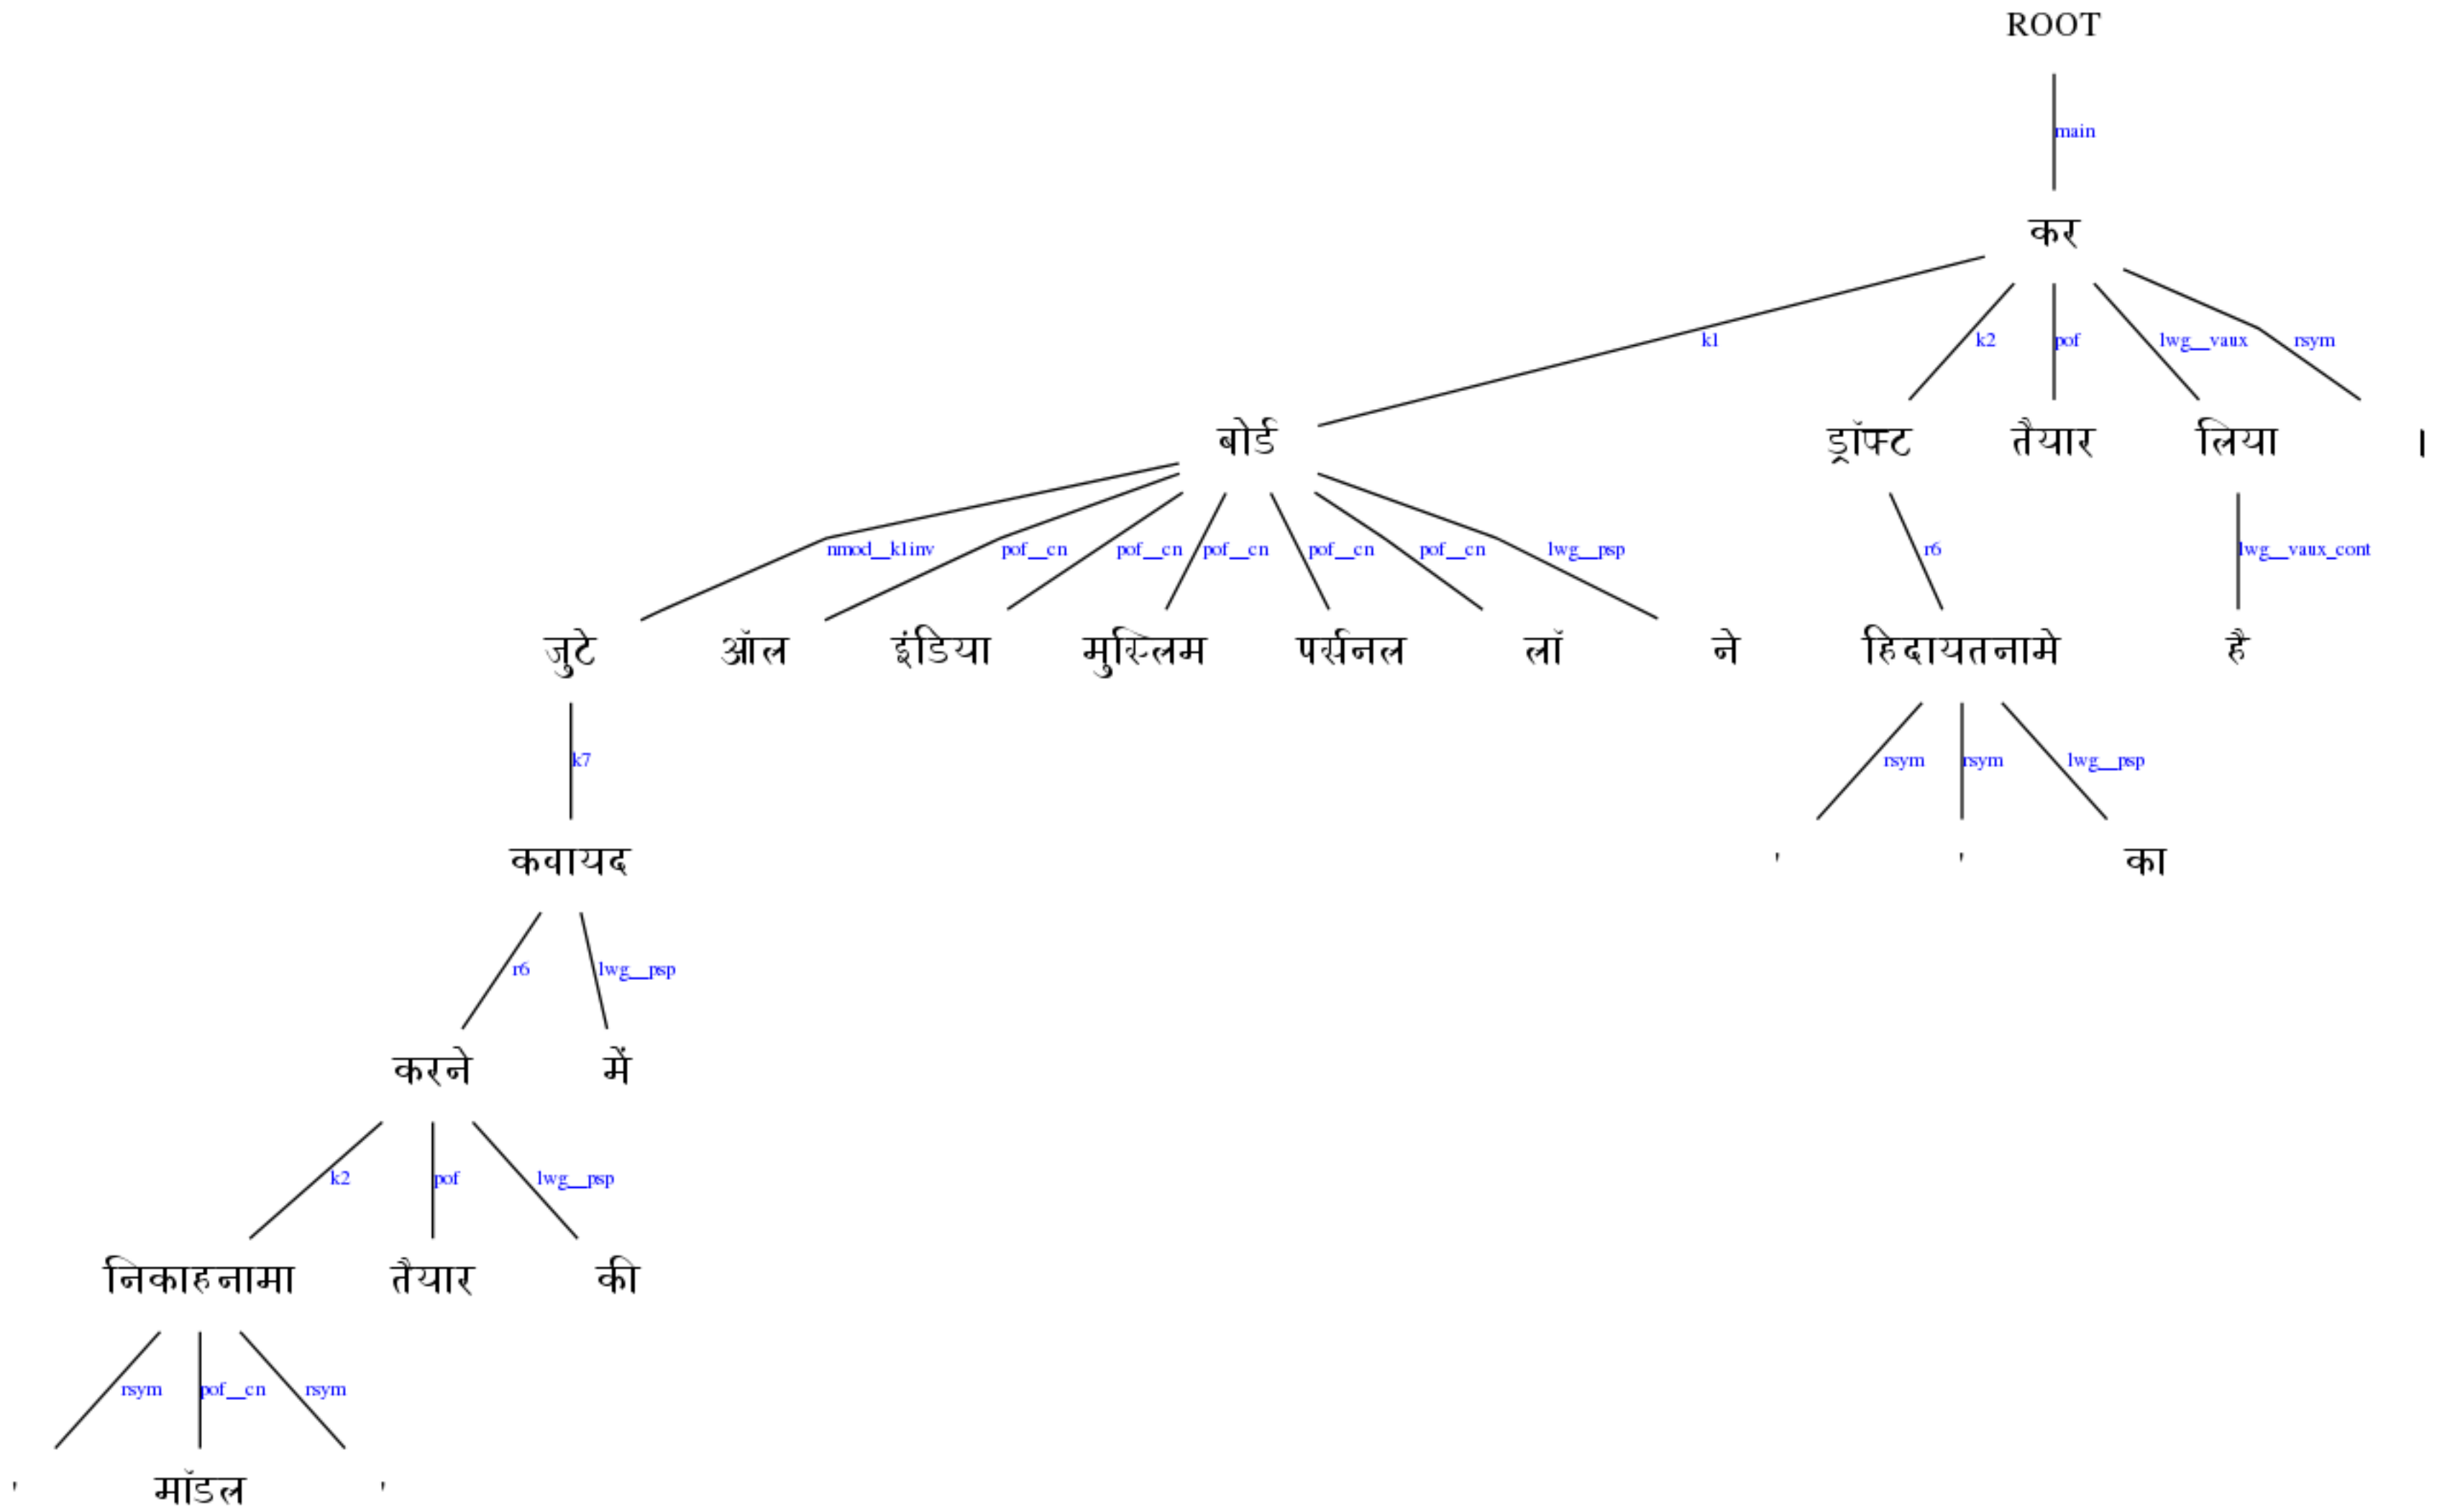 ROOT
main
कर
k1 k2 pof lwg__vaux rsym
बोर्ड ड्रॉफ्ट तैयार लिया ।
nmod__k1inv pof__cn pof__cn pof__cn pof__cn pof__cn lwg__psp r6 lwg__vaux_cont
जुटे ऑल इंडिया मुस्लिम पर्सनल लॉ ने हिदायतनामे है
k7 rsym rsym lwg__psp
कवायद ' ' का
r6 lwg__psp
करने में
k2 pof lwg__psp
निकाहनामा तैयार की
rsym pof__cn rsym
' मॉडल '